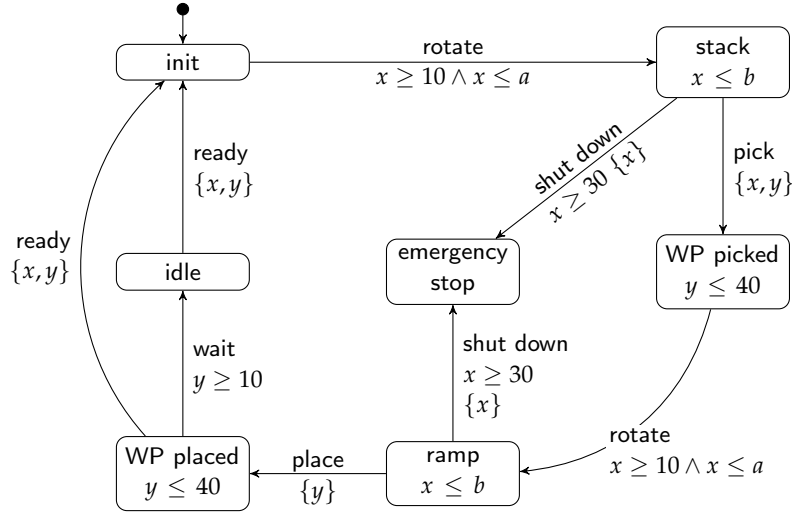 init
rotate
x ≥ 10 ∧ x ≤ a
stack
x ≤ b
shut down
x ≥ 30 {x}
pick
{x, y}
ready
{x, y}
ready
{x, y}
idle
emergency
stop
WP picked
y ≤ 40
wait
y ≥ 10
shut down
x ≥ 30
{x}
rotate
x ≥ 10 ∧ x ≤ a
WP placed
y ≤ 40
place
{y}
ramp
x ≤ b